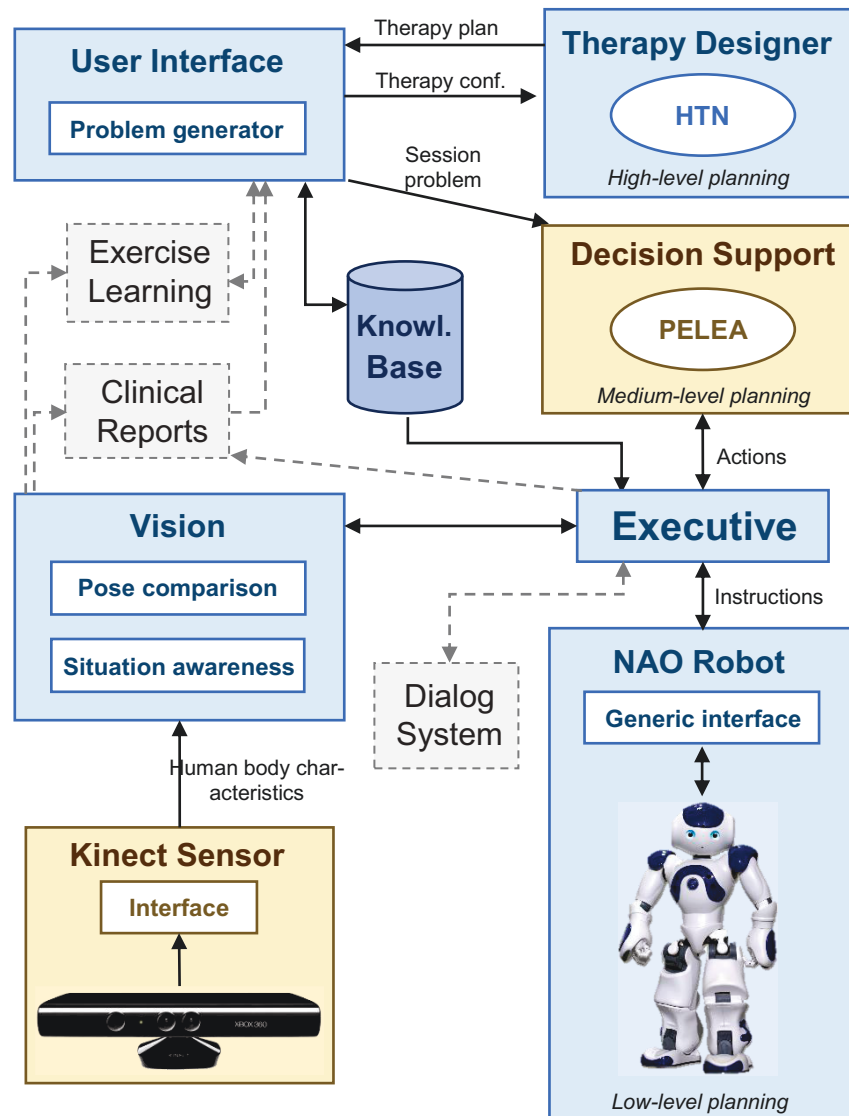 Therapy plan
User Interface
Therapy Designer
Therapy conf.
Problem generator
HTN
Session
problem
High-level planning
Exercise
Learning
Decision Support
Knowl.
Base
PELEA
Clinical
Reports
Medium-level planning
Actions
Vision
Executive
Pose comparison
Instructions
Situation awareness
NAO Robot
Dialog
System
Generic interface
Human body char-
acteristics
Kinect Sensor
Interface
XBOX 360
KINECT
Low-level planning